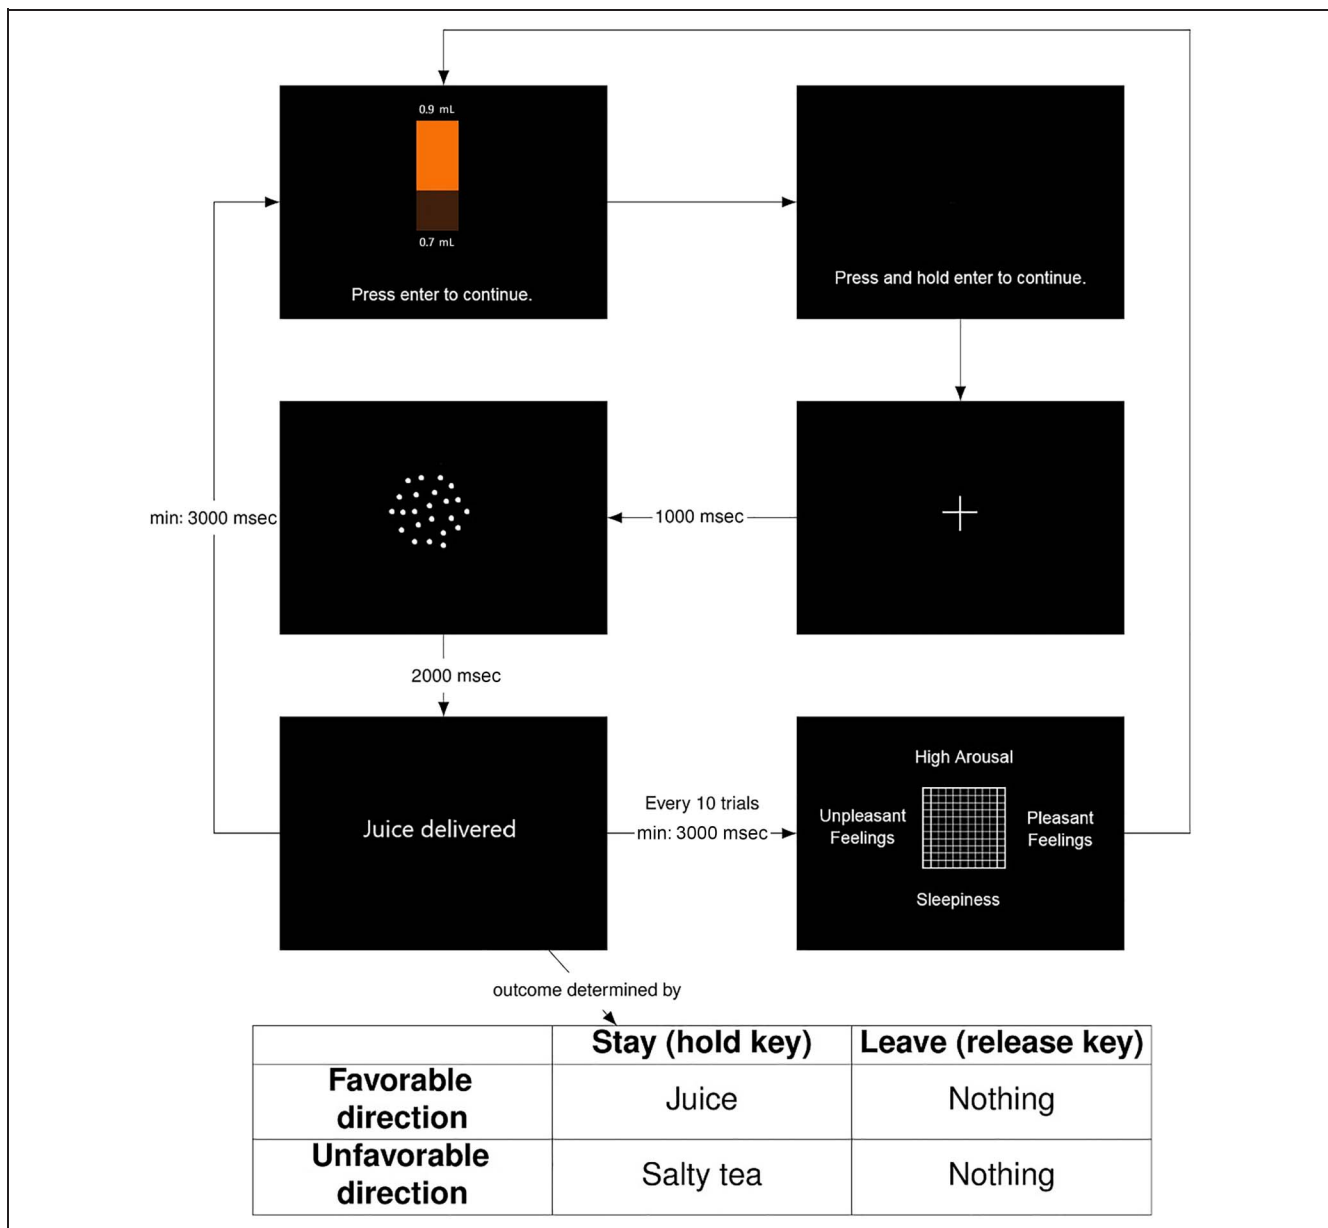 0.9 mL
0.7 mL
Press enter to continue.
Press and hold enter to continue.
min: 3000 msec
1000 msec
2000 msec
Juice delivered
Every 10 trials
min: 3000 msec
High Arousal
Unpleasant
Feelings
Pleasant
Feelings
Sleepiness
outcome determined by
Stay (hold key) Leave (release key)
Favorable
direction
Juice Nothing
Unfavorable
direction
Salty tea Nothing